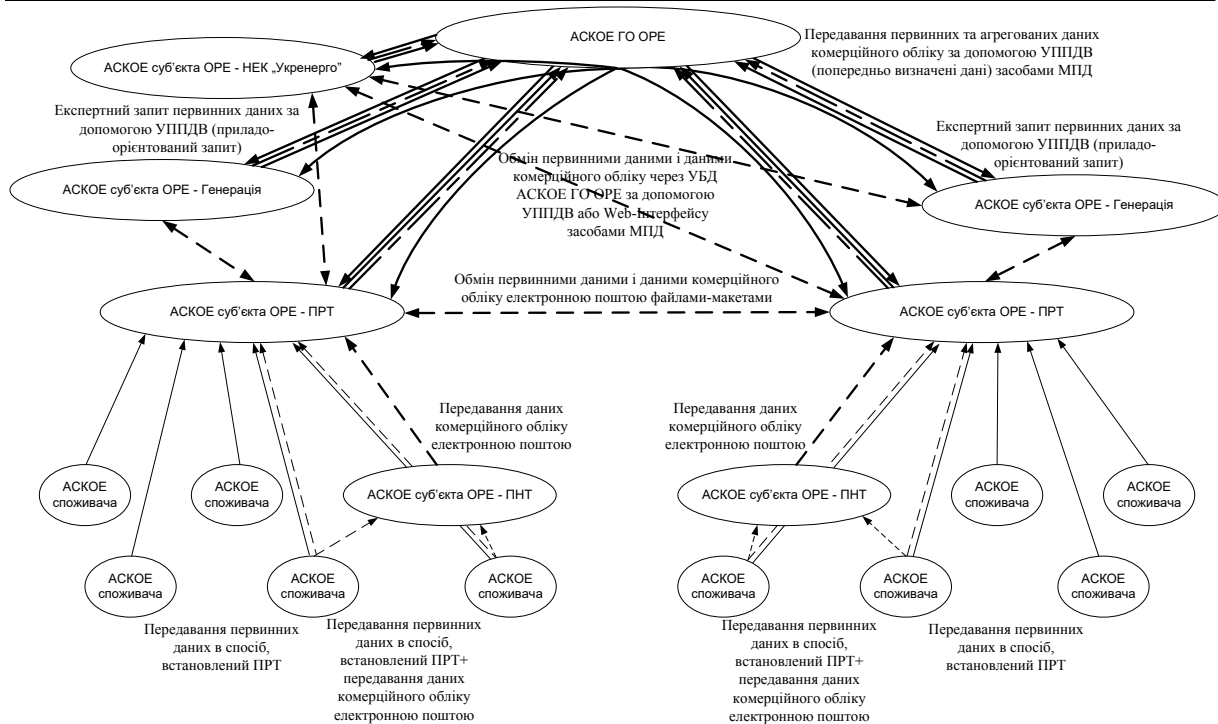 АСКОЕ ГО ОРЕ
Передавання первинних та агрегованих даних
комерційного обліку за допомогою УППДВ
(попередньо визначені дані) засобами МПД
АСКОЕ суб’єкта ОРЕ - НЕК „Укренерго”
Експертний запит первинних даних за
допомогою УППДВ (приладо-
орієнтований запит)
Експертний запит первинних даних за
допомогою УППДВ (приладо-
орієнтований запит)
Обмін первинними даними і даними
комерційного обліку через УБД
АСКОЕ ГО ОРЕ за допомогою
УППДВ або Web-Інтерфейсу
засобами МПД
АСКОЕ суб’єкта ОРЕ - Генерація
АСКОЕ суб’єкта ОРЕ - Генерація
Обмін первинними даними і даними комерційного
обліку електронною поштою файлами-макетами
АСКОЕ суб’єкта ОРЕ - ПРТ
АСКОЕ суб’єкта ОРЕ - ПРТ
Передавання даних
комерційного обліку
електронною поштою
Передавання даних
комерційного обліку
електронною поштою
АСКОЕ
споживача
АСКОЕ
споживача
АСКОЕ суб’єкта ОРЕ - ПНТ
АСКОЕ суб’єкта ОРЕ - ПНТ
АСКОЕ
споживача
АСКОЕ
споживача
АСКОЕ
споживача
АСКОЕ
споживача
АСКОЕ
споживача
АСКОЕ
споживача
АСКОЕ
споживача
АСКОЕ
споживача
Передавання первинних
даних в спосіб,
встановлений ПРТ
Передавання первинних
даних в спосіб,
встановлений ПРТ+
передавання даних
комерційного обліку
електронною поштою
Передавання первинних
даних в спосіб,
встановлений ПРТ+
передавання даних
комерційного обліку
електронною поштою
Передавання первинних
даних в спосіб,
встановлений ПРТ